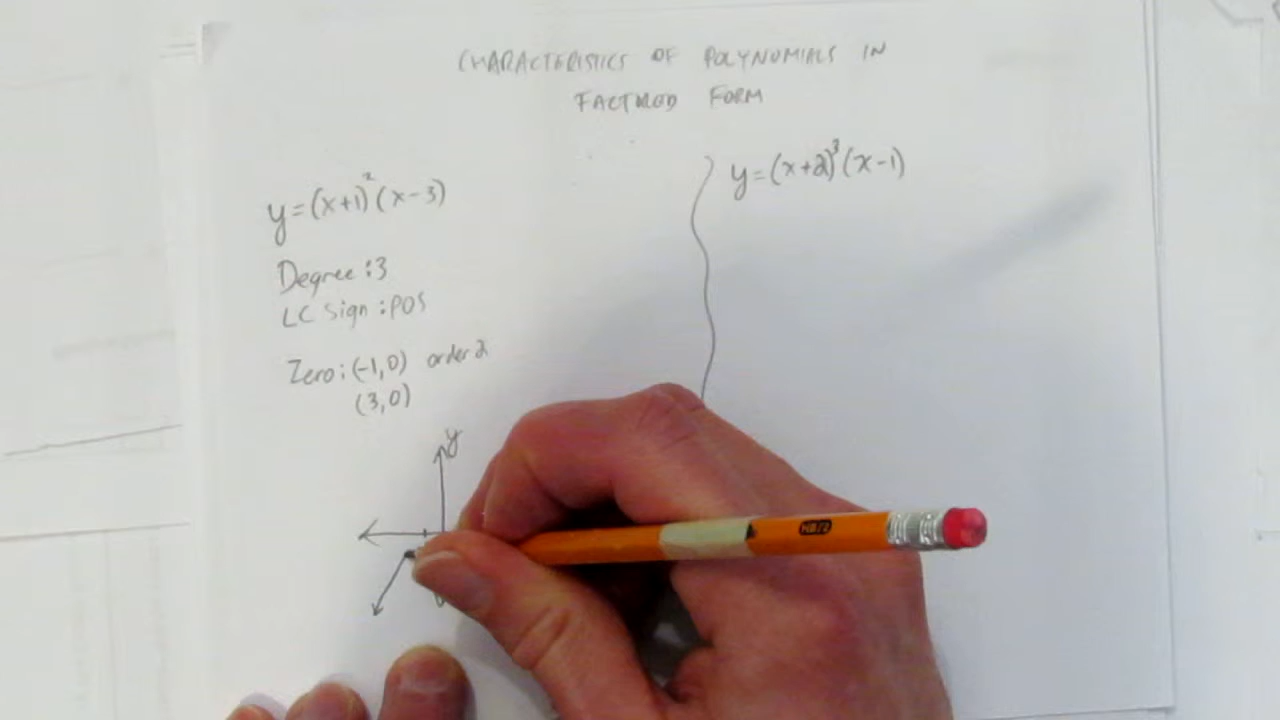 CHARACTERISTICS OF POLYNOMIALS IN
FACTORED FORM
y=(x+1)²(x-3)
Degree:3
LC Sign:POS
Zero:(-1,0) order 2
(3,0)
y
y=(x+2)³(x-1)
HB/2